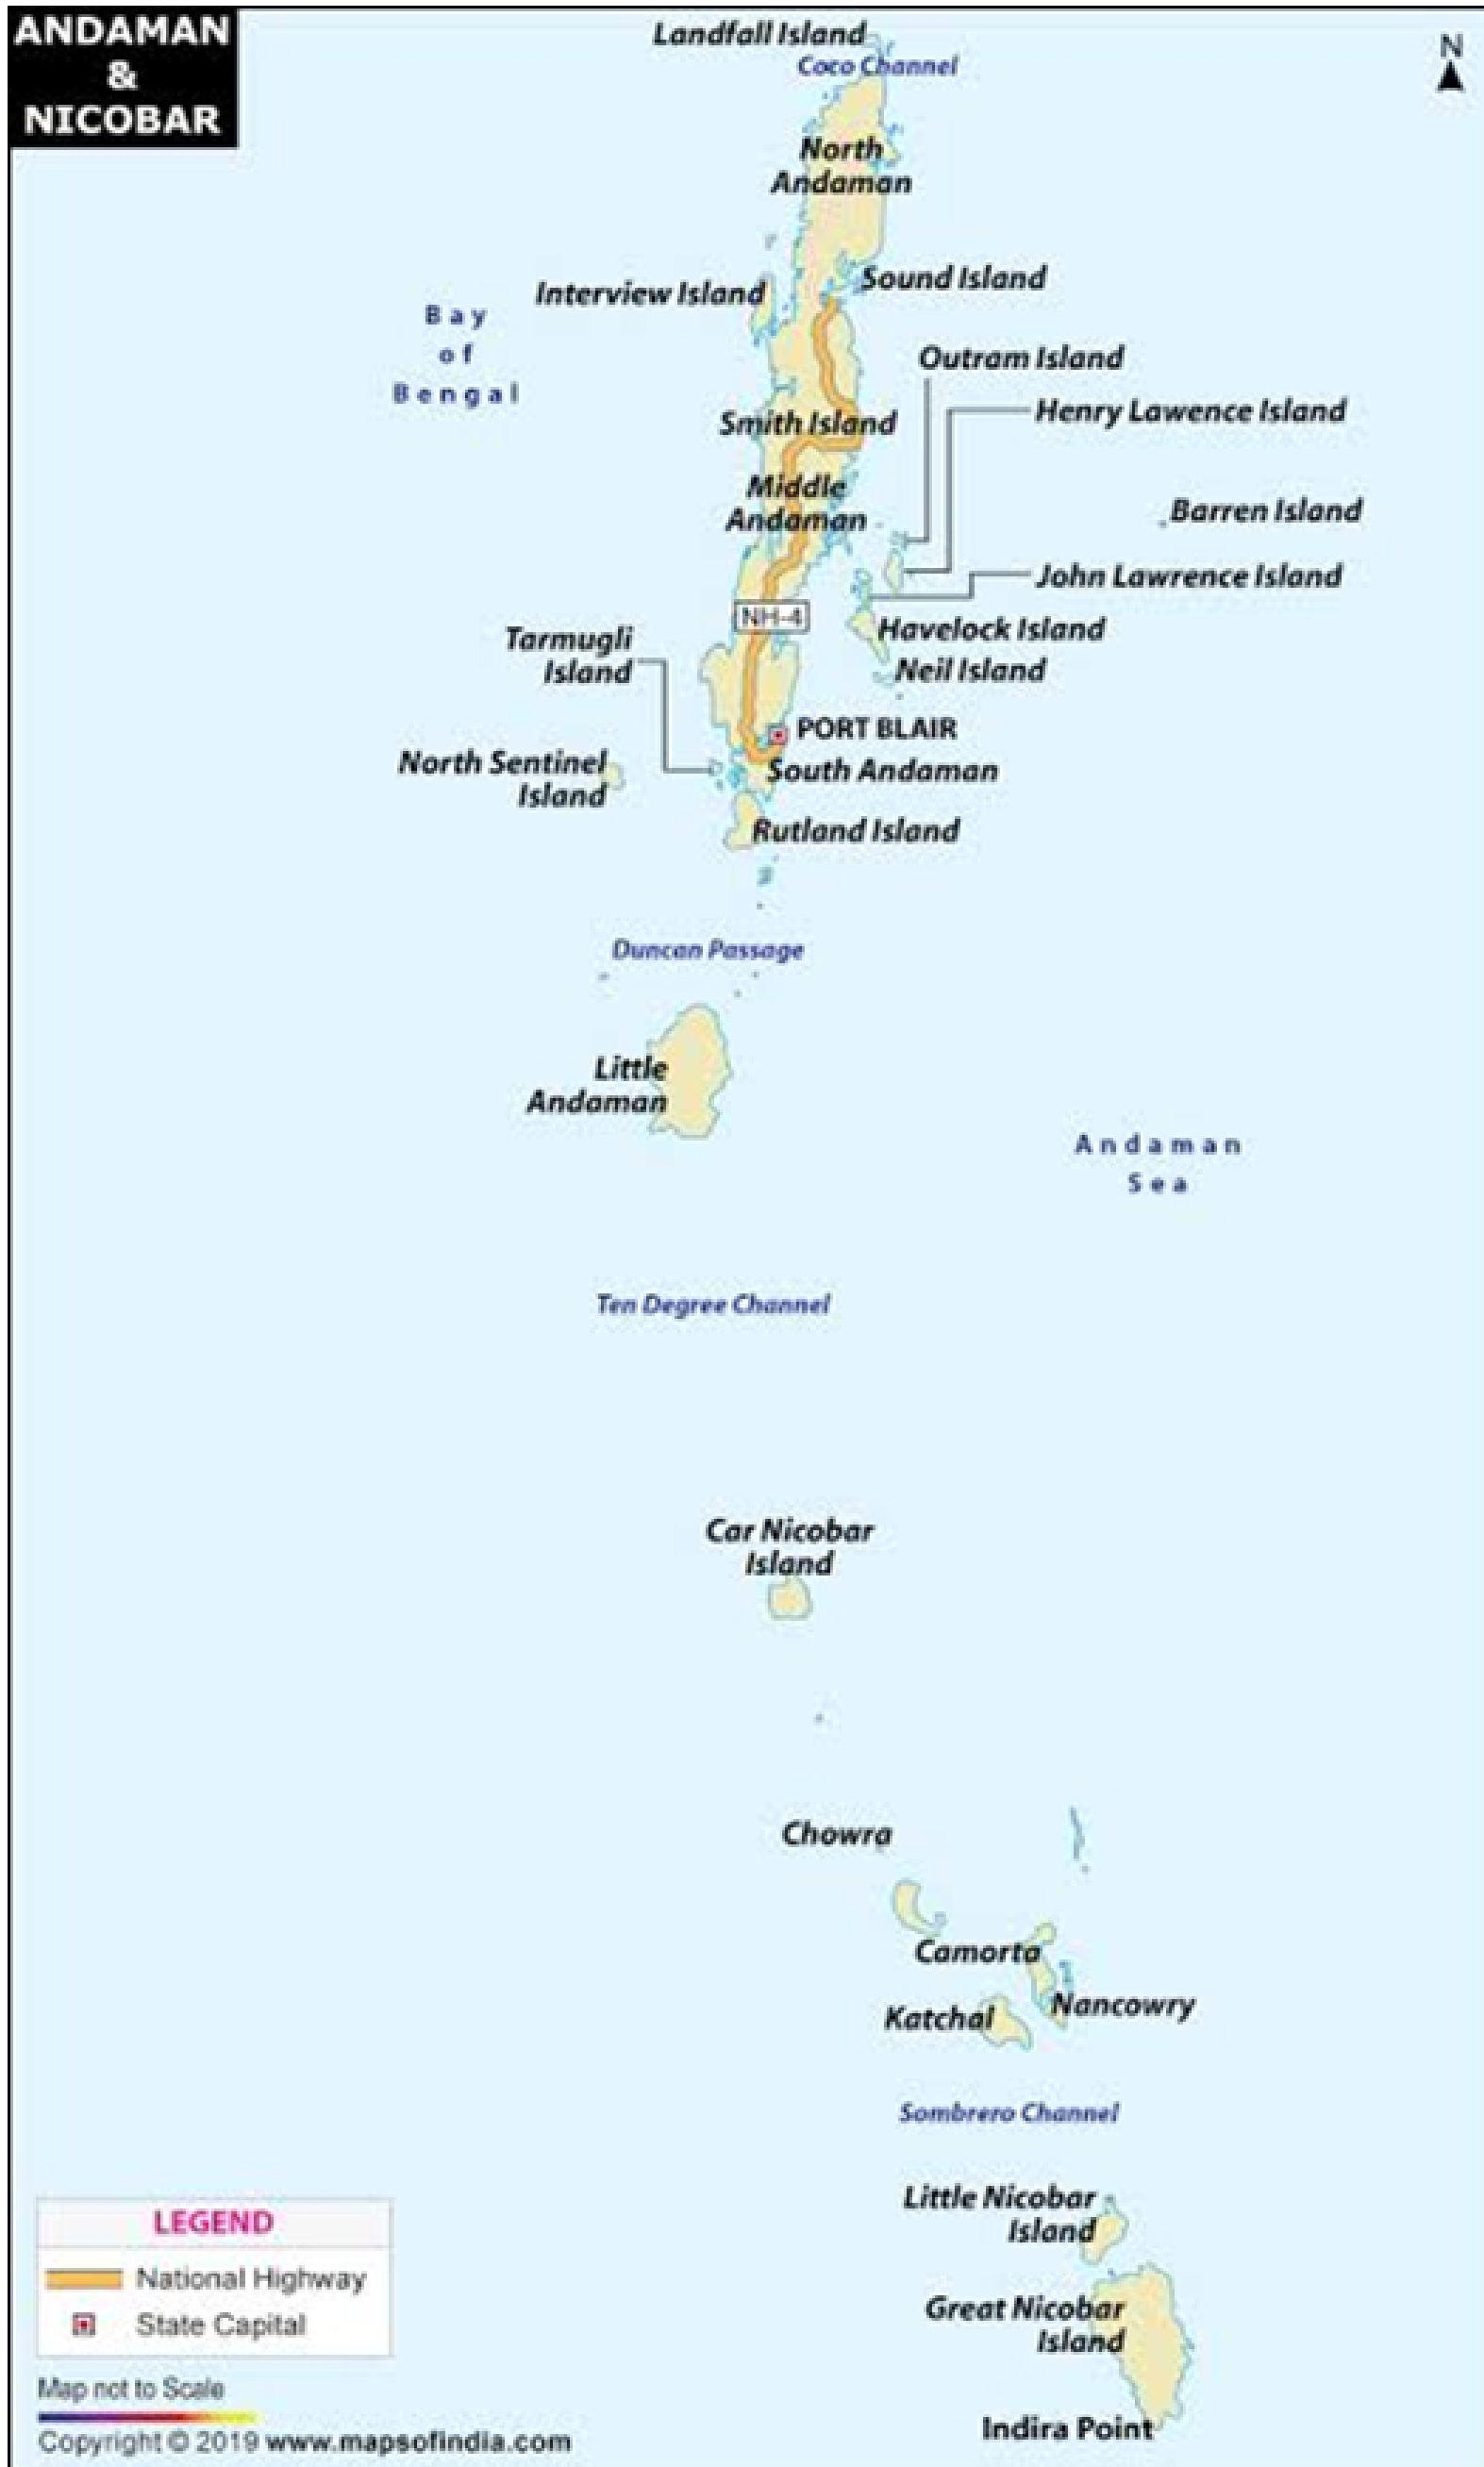 ANDAMAN
&
NICOBAR
N
Landfall Island
Coco Channel
North
Andaman
Sound Island
Interview Island
Bay
of
Bengal
Outram Island
Henry Lawence Island
Smith Island
Middle
Andaman
Barren Island
John Lawrence Island
NH-4
Havelock Island
Tarmugli
Island
Neil Island
PORT BLAIR
North Sentinel
Island
South Andaman
Rutland Island
Duncan Passage
Little
Andaman
Andaman
Sea
Ten Degree Channel
Car Nicobar
Island
Chowra
Camorta
Nancowry
Katchal
Sombrero Channel
Little Nicobar
Island
Great Nicobar
Island
Indira Point
LEGEND
National Highway
State Capital
Map not to Scale
Copyright © 2019 www.mapsofindia.com